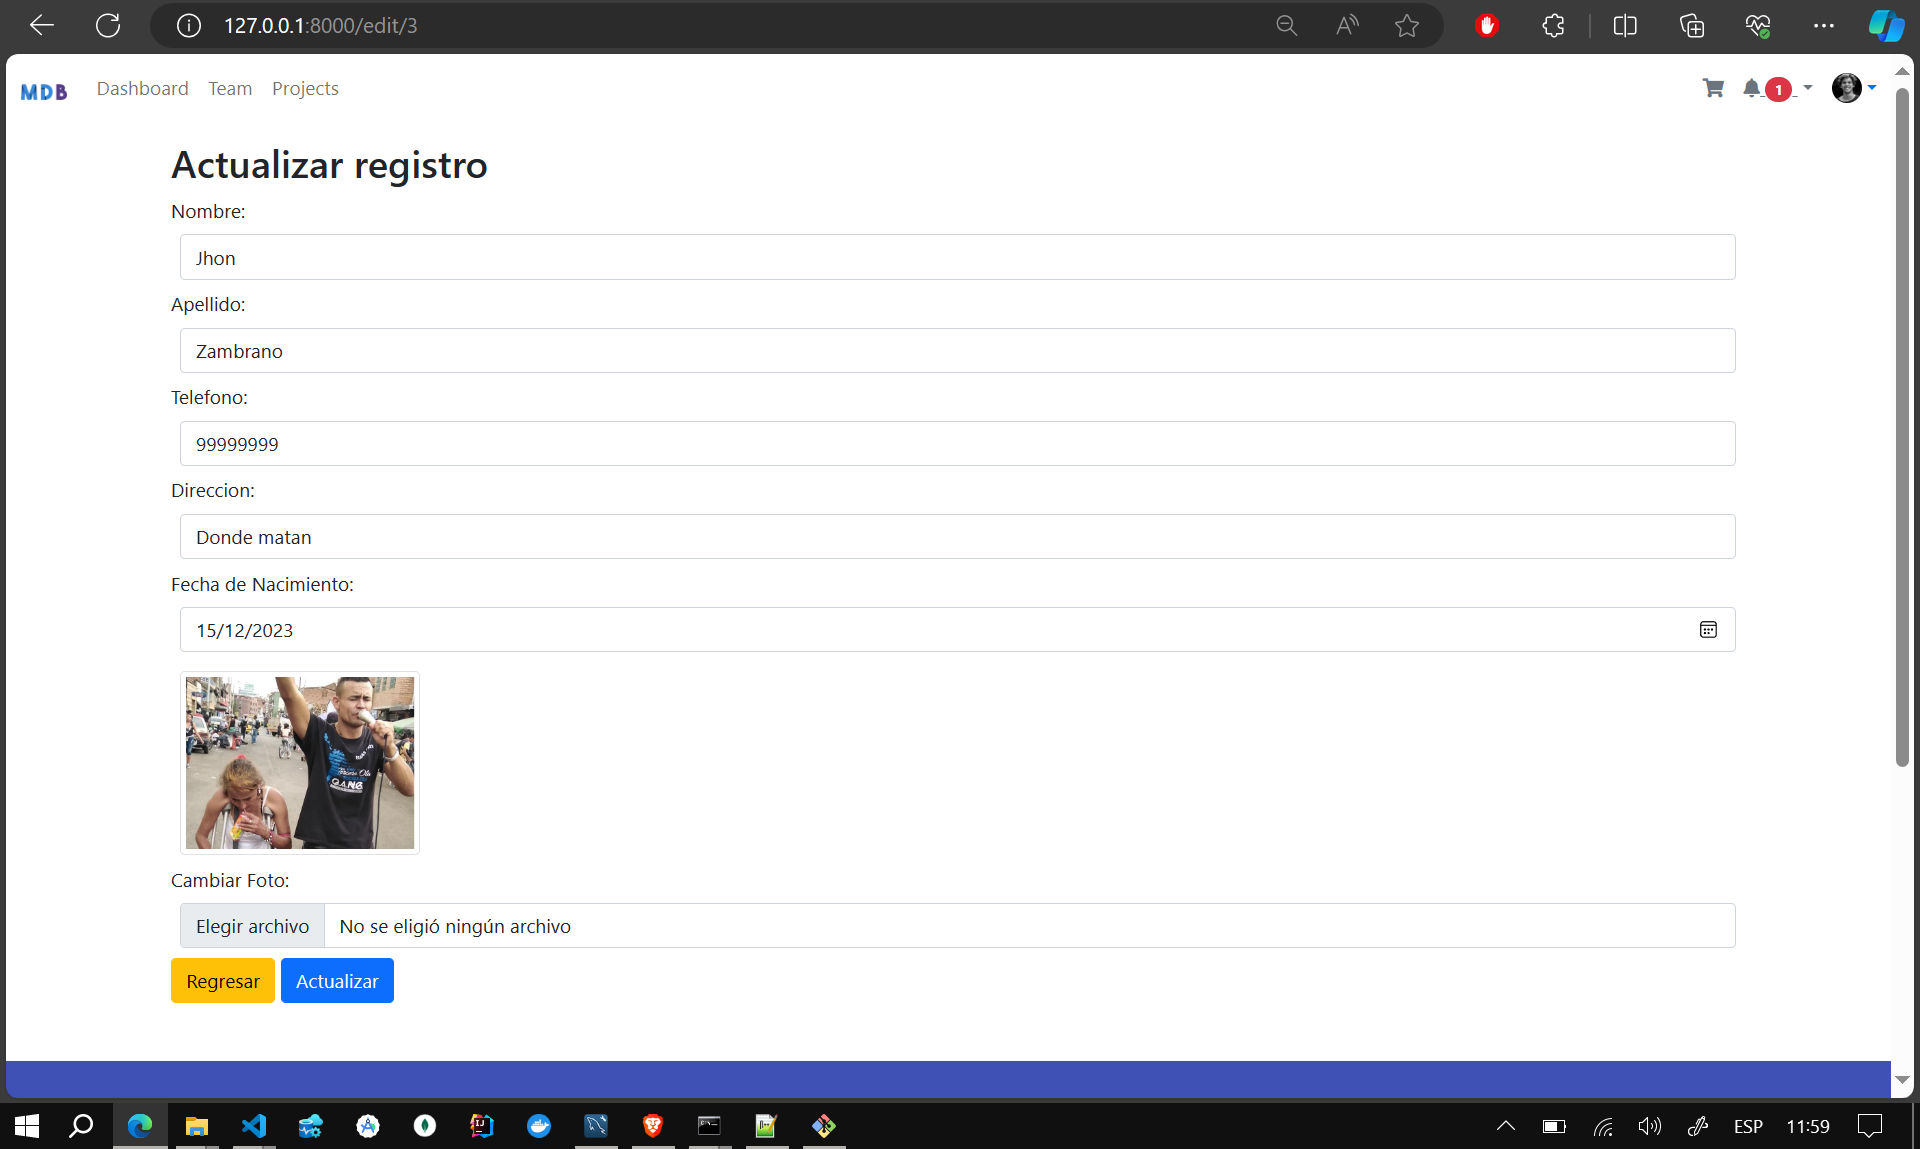 127.0.0.1:8000/edit/3
MDB Dashboard Team Projects 1
Actualizar registro
Nombre:
Jhon
Apellido:
Zambrano
Telefono:
99999999
Direccion:
Donde matan
Fecha de Nacimiento:
15/12/2023
GANG
Cambiar Foto:
Elegir archivo No se eligió ningún archivo
Regresar Actualizar
ESP 11:59